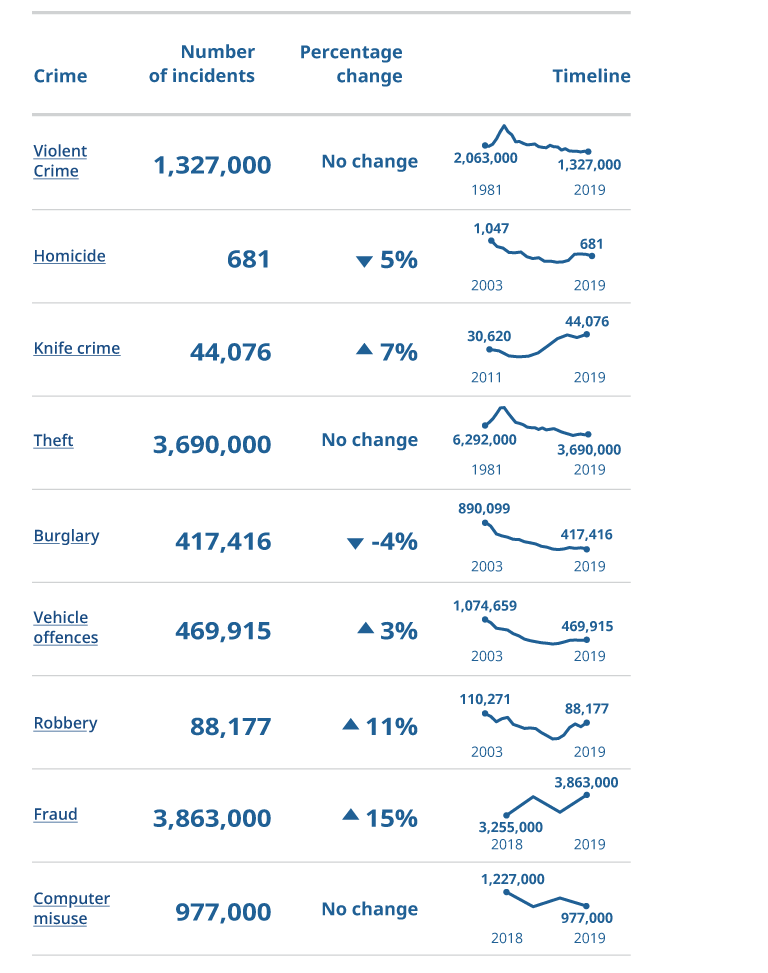 Crime
Number
of incidents
Percentage
change
Timeline
Violent
Crime
1,327,000
No change
2,063,000
1,327,000
1981
2019
Homicide
681
▼ 5%
1,047
681
2003
2019
Knife crime
44,076
▲ 7%
30,620
44,076
2011
2019
Theft
3,690,000
No change
6,292,000
3,690,000
1981
2019
Burglary
417,416
▼ -4%
890,099
417,416
2003
2019
Vehicle
offences
469,915
▲ 3%
1,074,659
469,915
2003
2019
Robbery
88,177
▲ 11%
110,271
88,177
2003
2019
Fraud
3,863,000
▲ 15%
3,863,000
3,255,000
2018
2019
Computer
misuse
977,000
No change
1,227,000
977,000
2018
2019